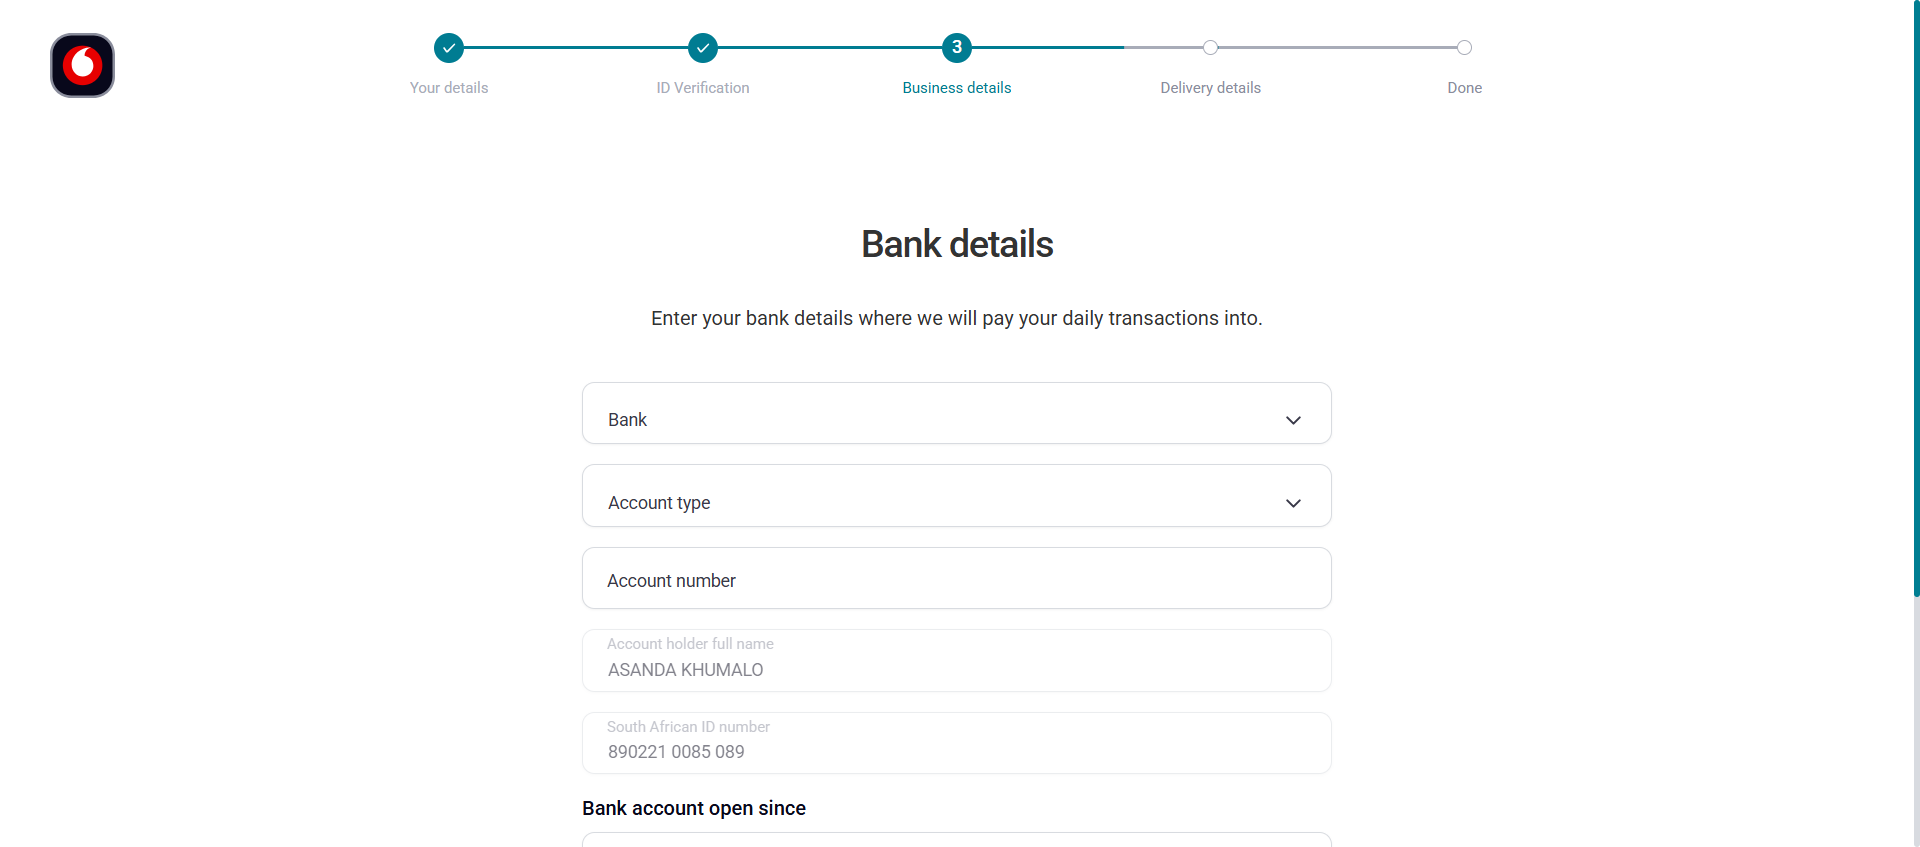 3
Your details
ID Verification
Business details
Delivery details
Done
Bank details
Enter your bank details where we will pay your daily transactions into.
Bank
Account type
Account number
Account holder full name
ASANDA KHUMALO
South African ID number
890221 0085 089
Bank account open since